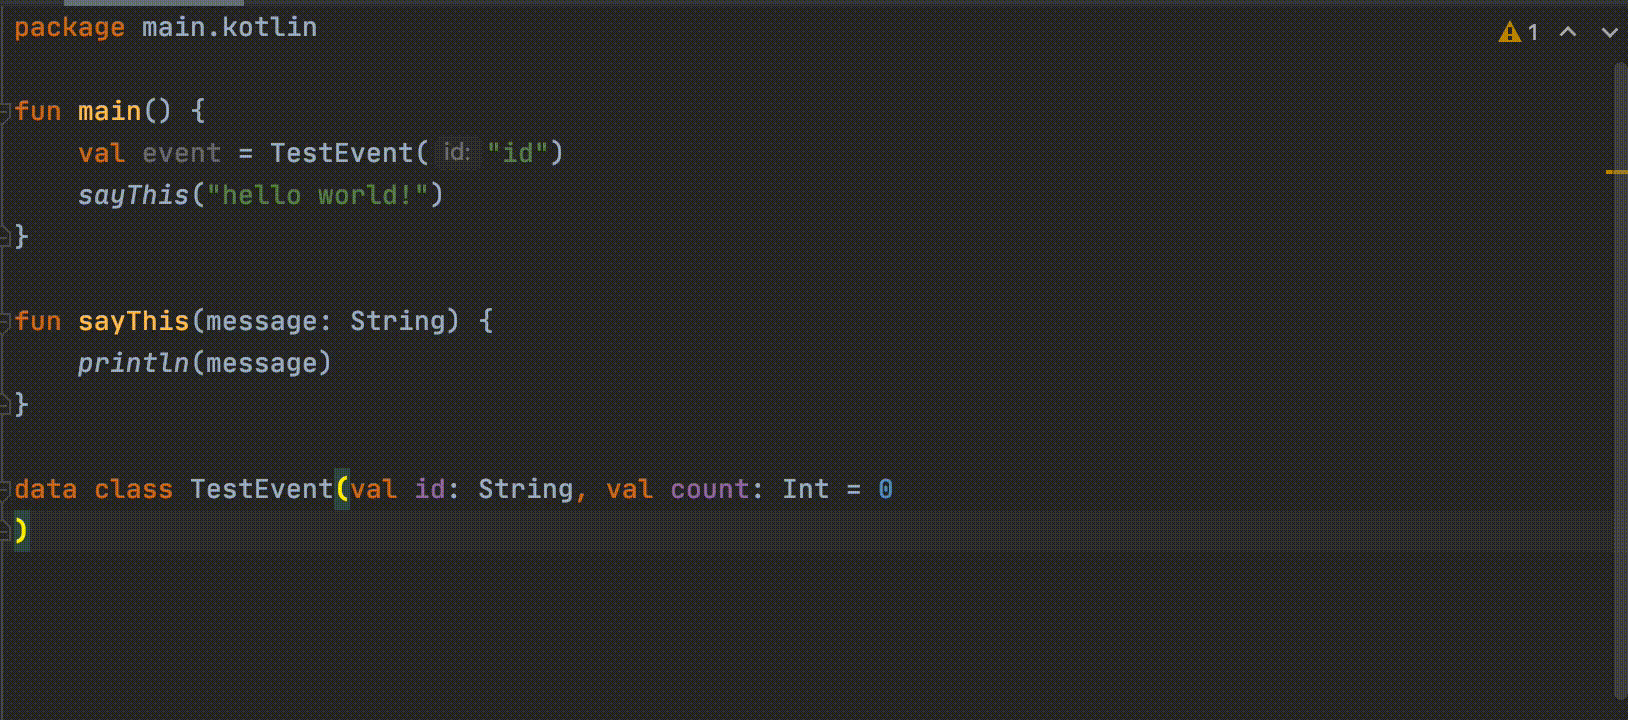 package main.kotlin
1
fun main() {
    val event = TestEvent( id: "id")
    sayThis("hello world!")
}
fun sayThis(message: String) {
    println(message)
}
data class TestEvent(val id: String, val count: Int = 0
)